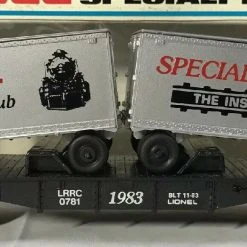 SPECIAL
SPECIAL
THE INS
ub
LRRC
0781
1983
BLT 11-83
LIONEL